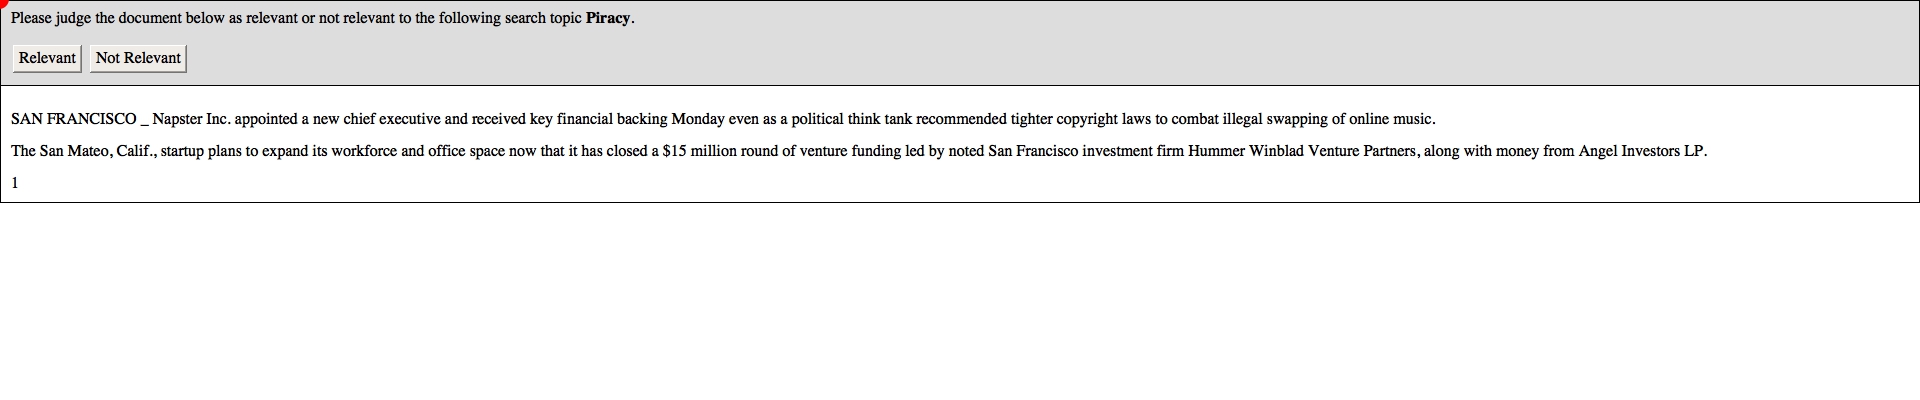 Please judge the document below as relevant or not relevant to the following search topic Piracy.
Relevant Not Relevant
SAN FRANCISCO _ Napster Inc. appointed a new chief executive and received key financial backing Monday even as a political think tank recommended tighter copyright laws to combat illegal swapping of online music.
The San Mateo, Calif., startup plans to expand its workforce and office space now that it has closed a $15 million round of venture funding led by noted San Francisco investment firm Hummer Winblad Venture Partners, along with money from Angel Investors LP.
1